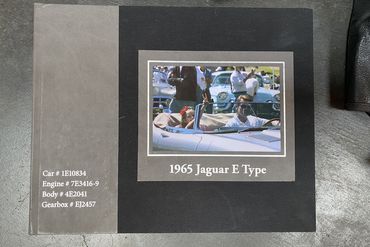 1965 Jaguar E Type
Car # 1E10834
Engine # 7E3416-9
Body # 4E2041
Gearbox # EJ2457